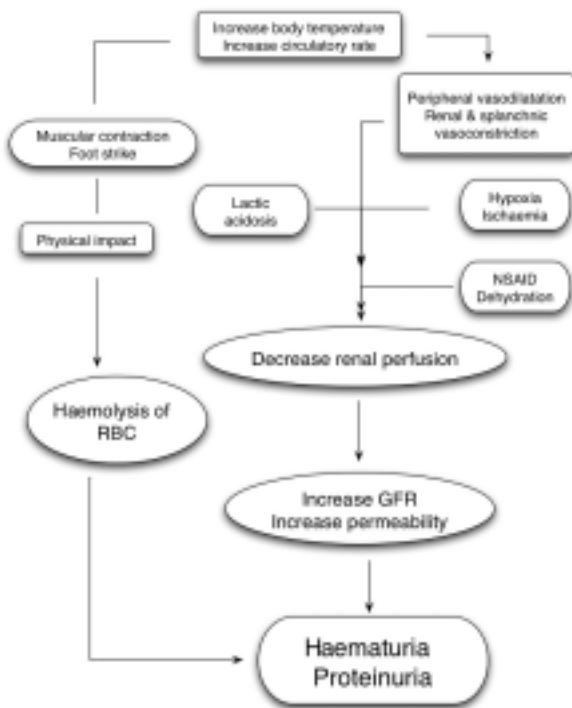 Increase body temperature
Increase circulatory rate
Peripheral vasodilatation
Renal & splanchnic
vasoconstriction
Muscular contraction
Foot strike
Lactic
acidosis
Hypoxia
Ischaemia
Physical impact
NSAID
Dehydration
Decrease renal perfusion
Haemolysis of
RBC
Increase GFR
Increase permeability
Haematuria
Proteinuria